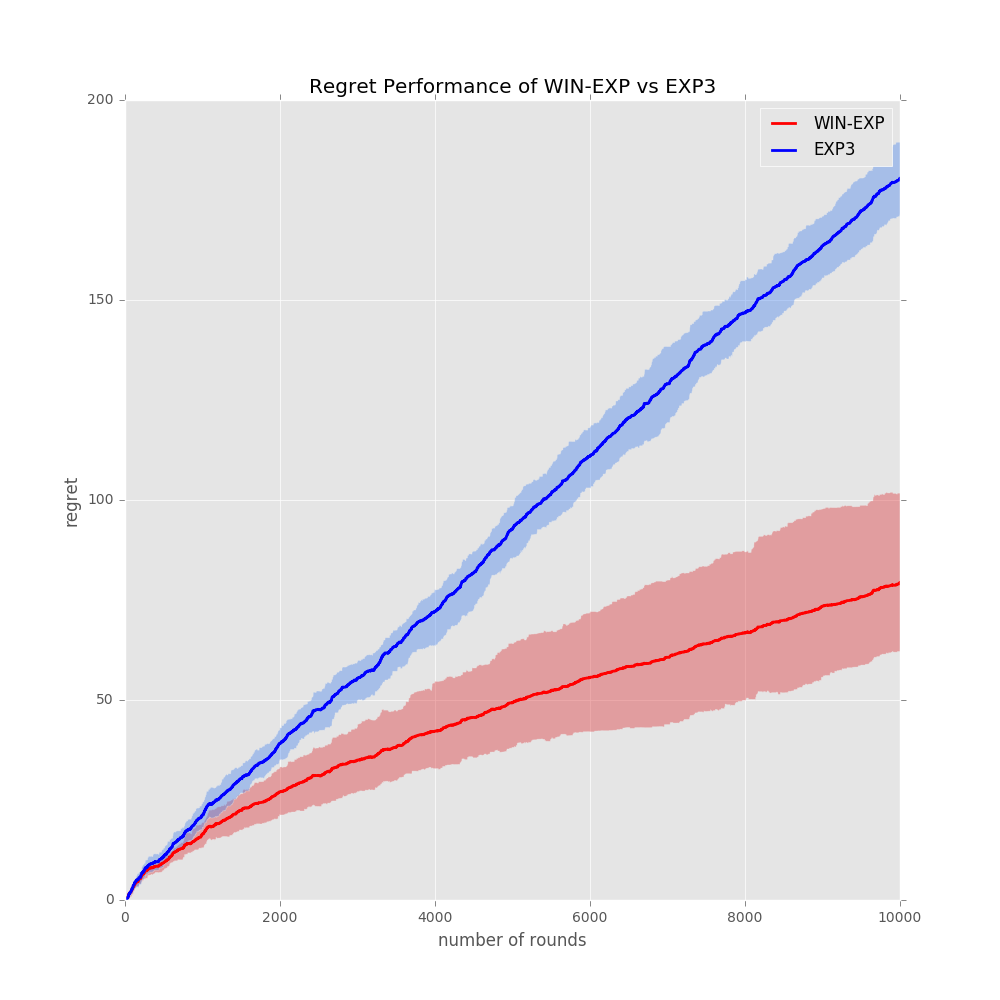 Regret Performance of WIN-EXP vs EXP3
WIN-EXP
EXP3
200
150
100
50
0
regret
0 2000 4000 6000 8000 10000
number of rounds